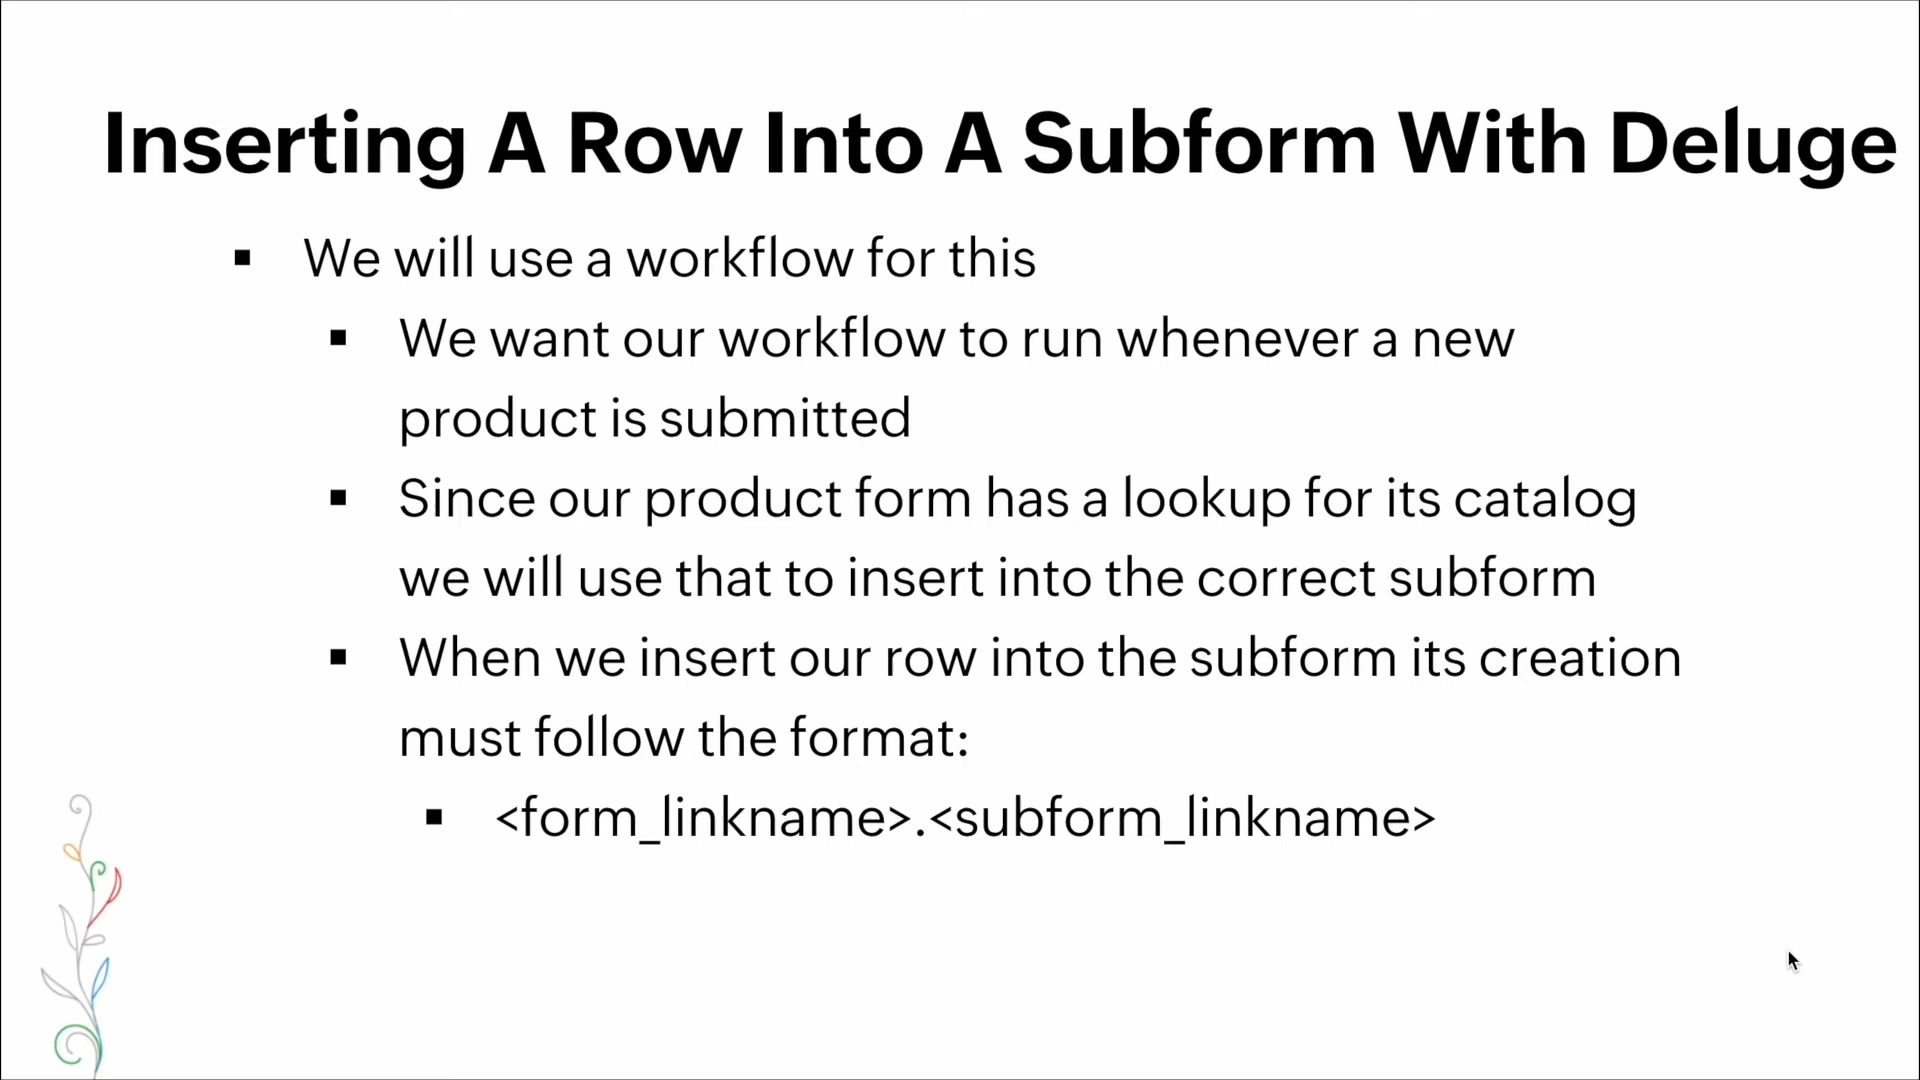 Inserting A Row Into A Subform With Deluge
▪ We will use a workflow for this
▪ We want our workflow to run whenever a new
product is submitted
▪ Since our product form has a lookup for its catalog
we will use that to insert into the correct subform
▪ When we insert our row into the subform its creation
must follow the format:
▪ <form_linkname>.<subform_linkname>